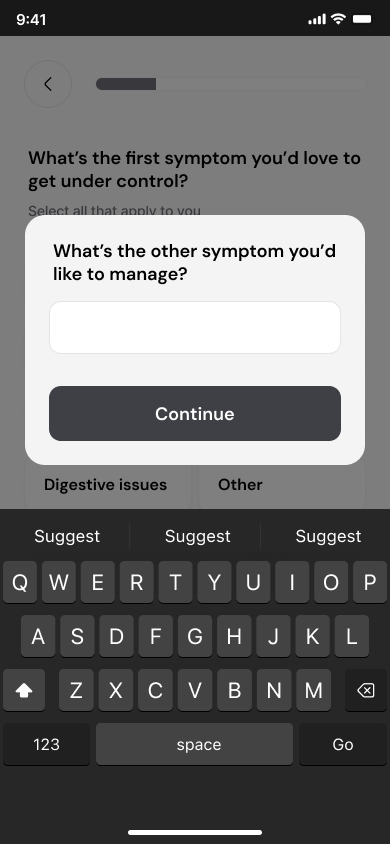 9:41
What's the first symptom you'd love to
get under control?
Select all that apply to you
What's the other symptom you'd
like to manage?
Continue
Digestive issues
Other
Suggest Suggest Suggest
Q W E R T Y U I O P
A S D F G H J K L
Z X C V B N M
123 space Go